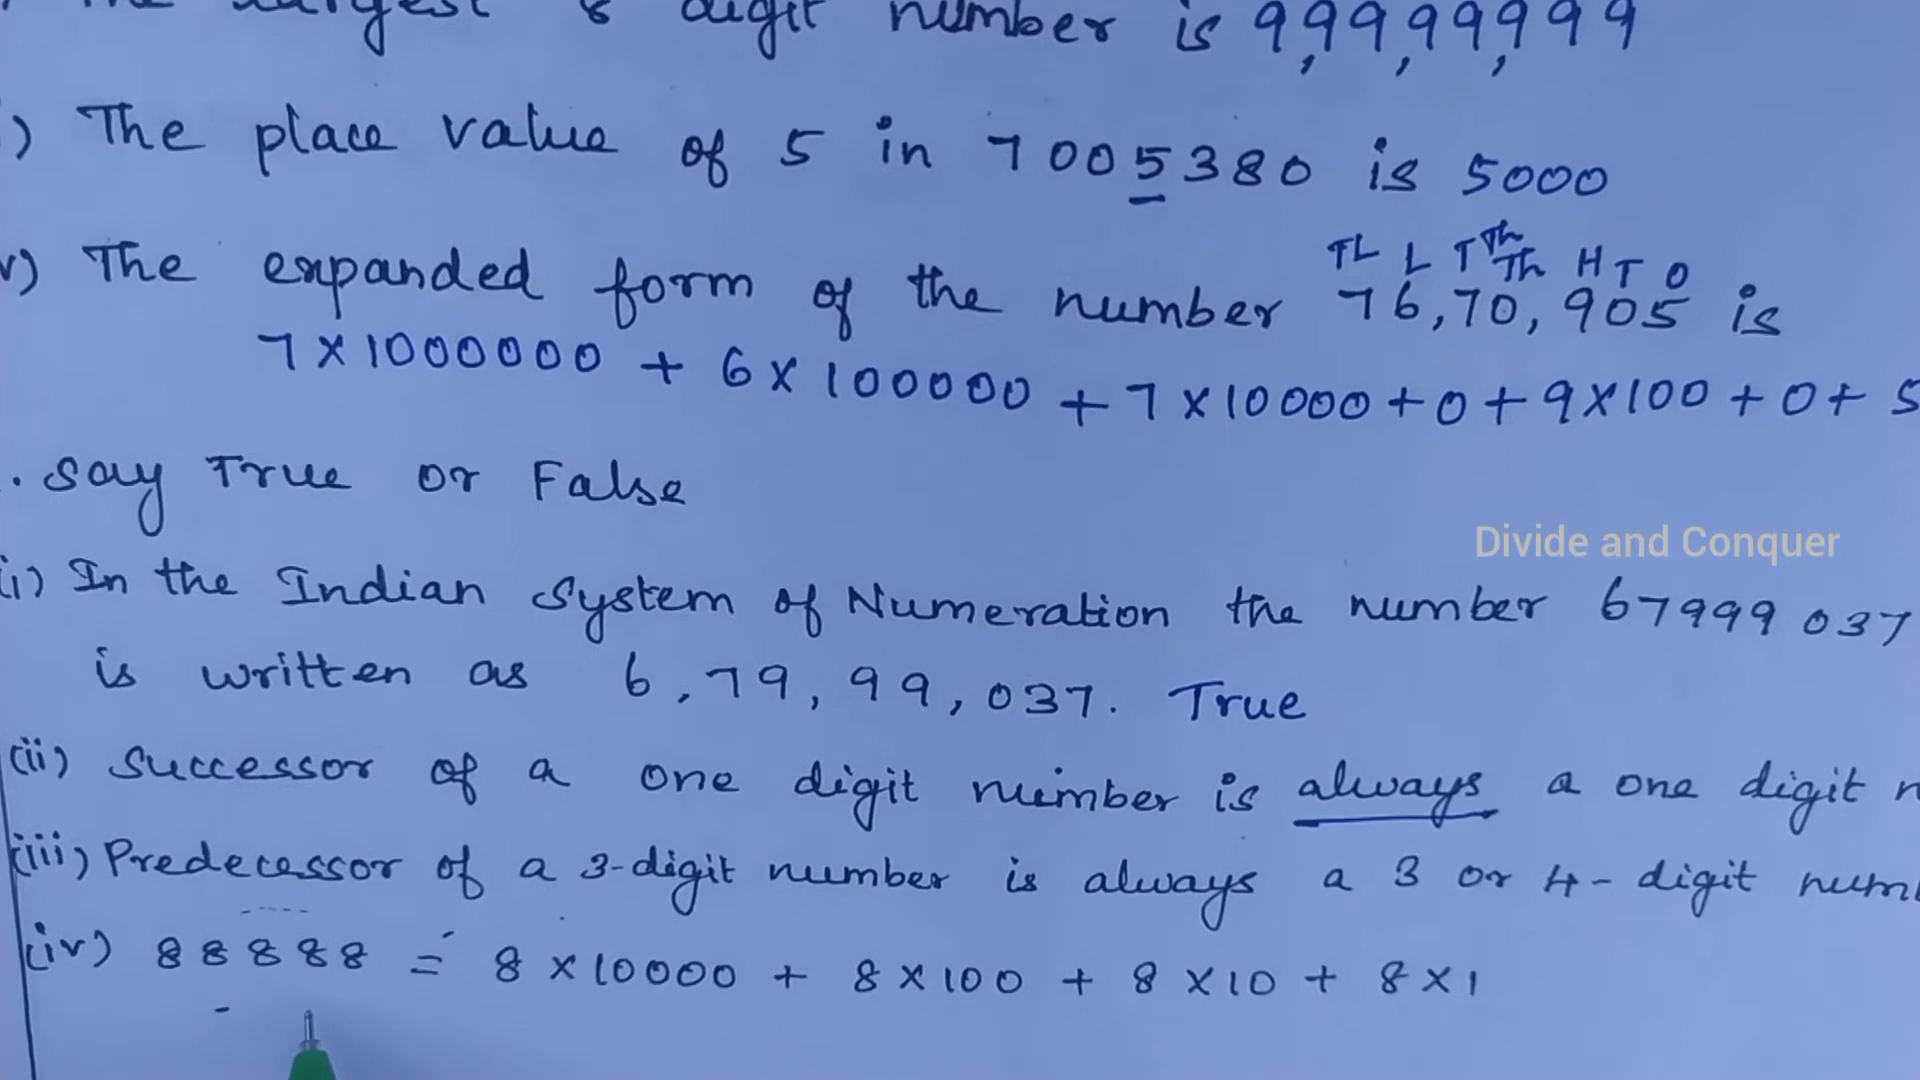 largest 8 digit number is 9,99,99,999
) The place value of 5 in 7005380 is 5000
v) The expanded form of the number 76,70,905 is
TL L T Th Th H T O
7×1000000 + 6×100000 + 7×10000+0+9×100+0+5
. Say True or False
Divide and Conquer
(i) In the Indian System of Numeration the number 67999037
is written as 6,79,99,037. True
(ii) Successor of a one digit number is always a one digit
(iii) Predecessor of a 3-digit number is always a 3 or 4-digit
(iv) 88888 = 8×10000 + 8×100 + 8×10 + 8×1